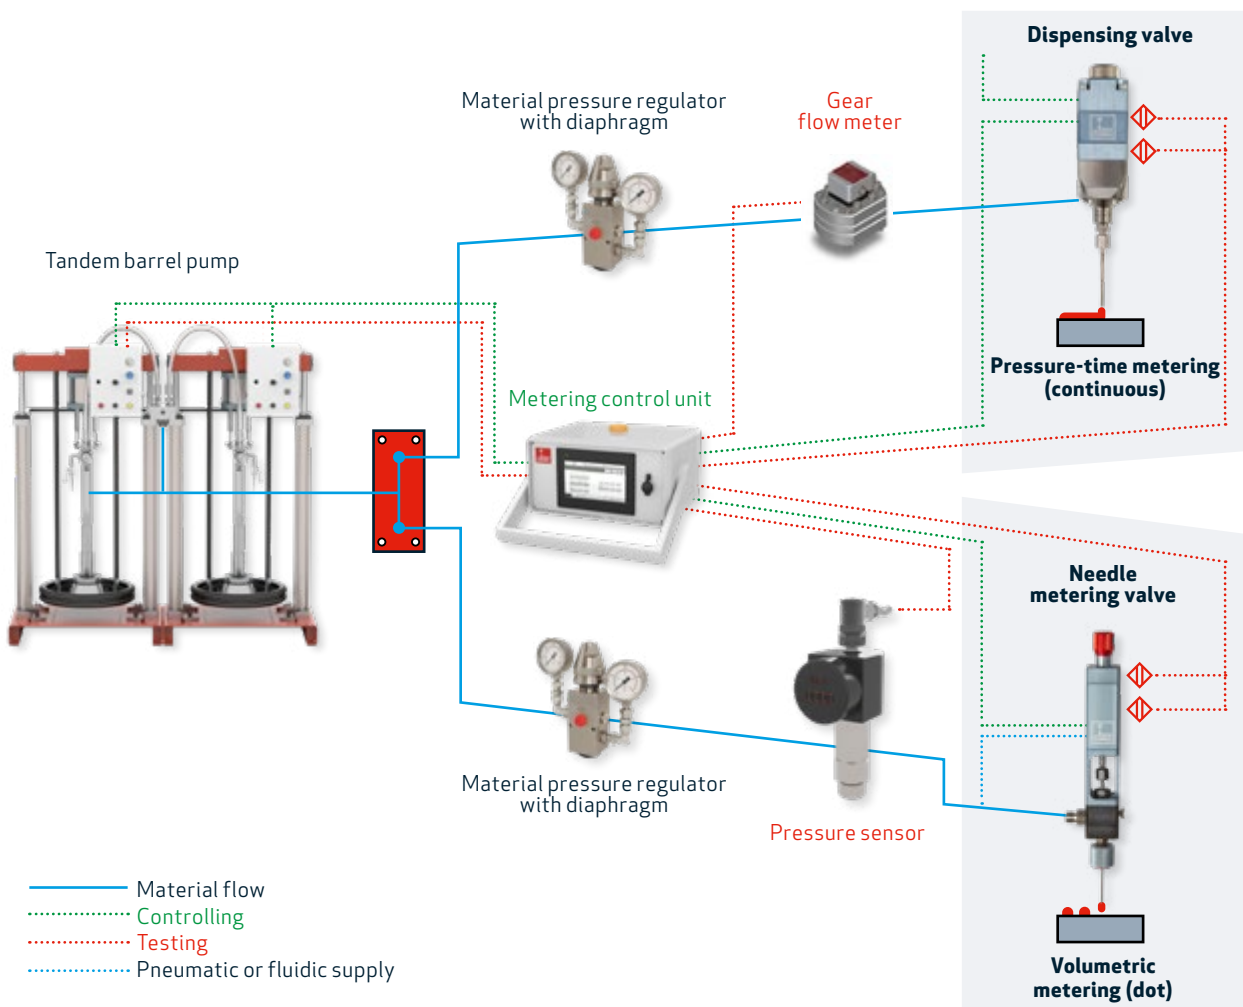 Dispensing valve
Material pressure regulator
with diaphragm
Gear
flow meter
Tandem barrel pump
Pressure-time metering
(continuous)
Metering control unit
Needle
metering valve
Material pressure regulator
with diaphragm
Pressure sensor
Material flow
Controlling
Testing
Pneumatic or fluidic supply
Volumetric
metering (dot)